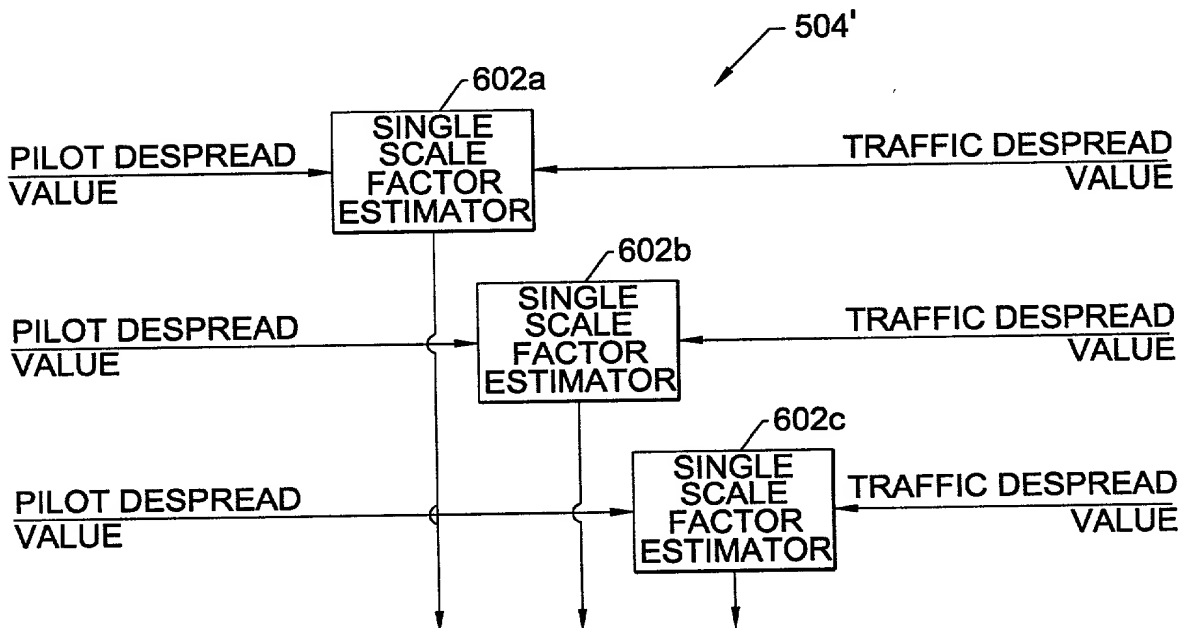 504'
602a
SINGLE
SCALE
FACTOR
ESTIMATOR
PILOT DESPREAD
VALUE
TRAFFIC DESPREAD
VALUE
602b
SINGLE
SCALE
FACTOR
ESTIMATOR
PILOT DESPREAD
VALUE
TRAFFIC DESPREAD
VALUE
602c
SINGLE
SCALE
FACTOR
ESTIMATOR
PILOT DESPREAD
VALUE
TRAFFIC DESPREAD
VALUE